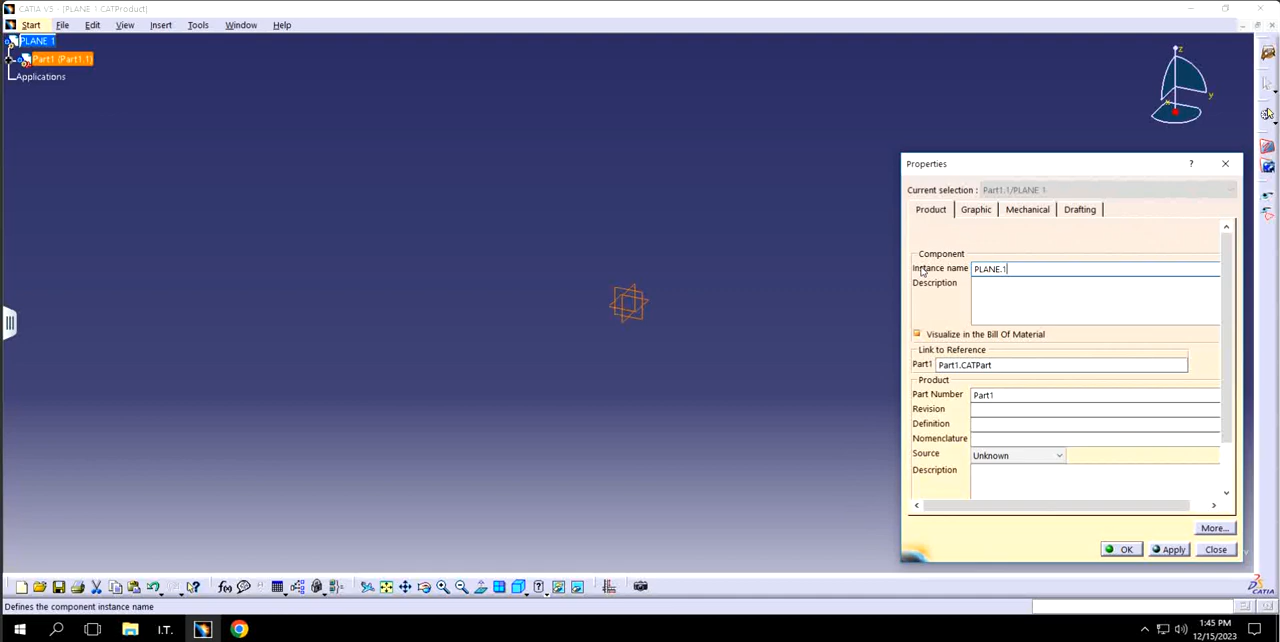 CATIA V5 - [PLANE 1.CATProduct]
Start File Edit View Insert Tools Window Help
PLANE 1
Part1 (Part1.1)
Applications
z
y
x
Properties
?
Current selection : Part1.1/PLANE 1
Product Graphic Mechanical Drafting
Component
Instance name PLANE.1
Description
Visualize in the Bill Of Material
Link to Reference
Part1 Part1.CATPart
Product
Part Number Part1
Revision
Definition
Nomenclature
Source Unknown
Description
More...
OK Apply Close
f(x)
Defines the component instance name
CATIA
I.T.
1:45 PM
12/15/2023